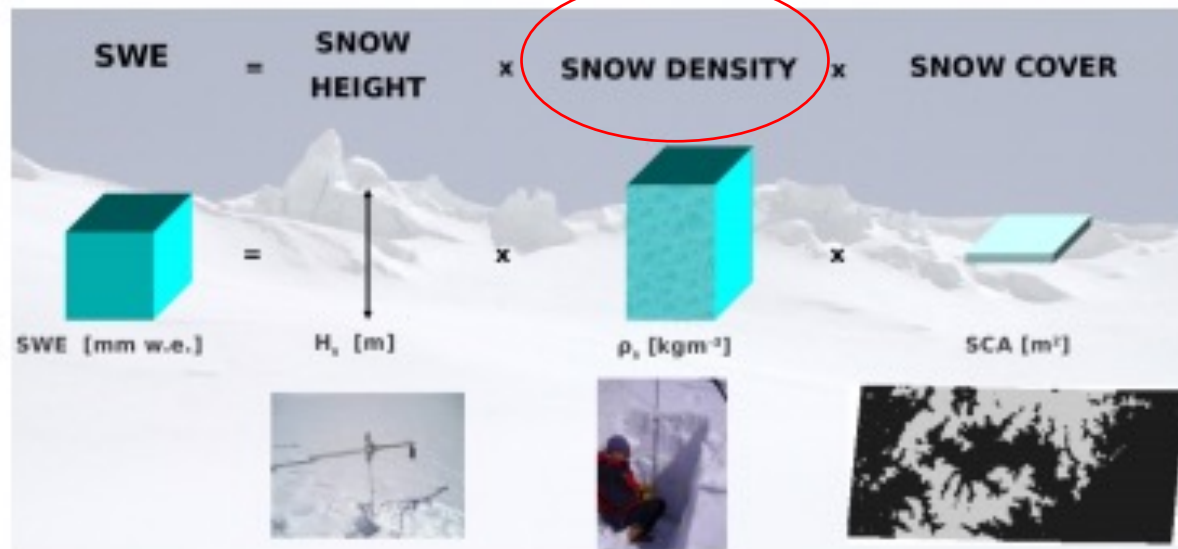 SWE = SNOW HEIGHT x SNOW DENSITY x SNOW COVER
= x x
SWE [mm w.e.] Hs [m] ρs [kgm⁻³] SCA [m²]